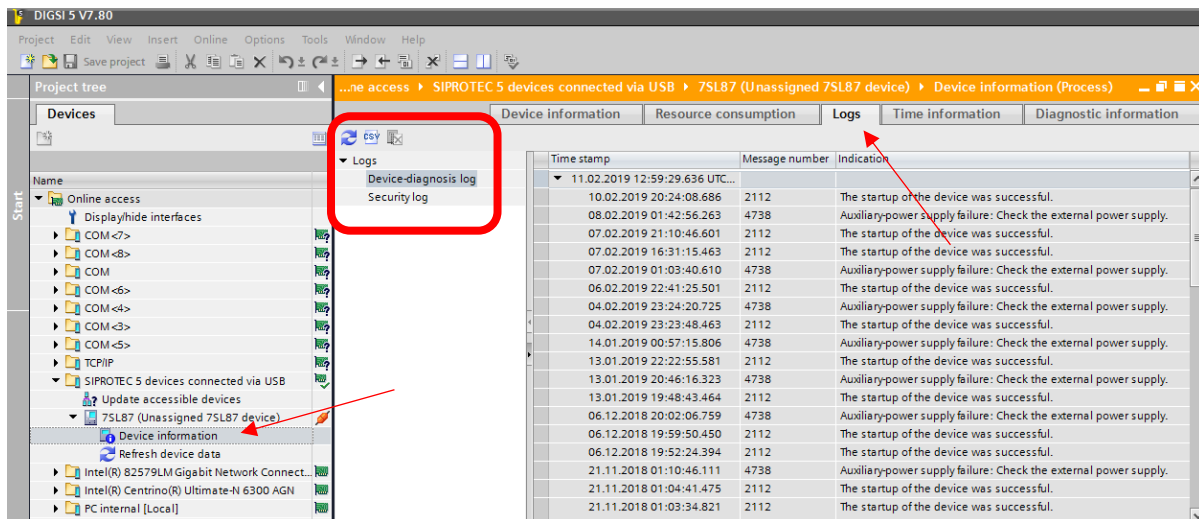 DIGSI 5 V7.80
Project Edit View Insert Online Options Tools Window Help
Save project
Project tree
...ne access ▸ SIPROTEC 5 devices connected via USB ▸ 7SL87 (Unassigned 7SL87 device) ▸ Device information (Process)
Devices
Device information Resource consumption Logs Time information Diagnostic information
CSV
Start
Name
Online access
Display/hide interfaces
COM <7>
COM <8>
COM
COM <6>
COM <4>
COM <3>
COM <5>
TCP/IP
SIPROTEC 5 devices connected via USB
Update accessible devices
7SL87 (Unassigned 7SL87 device)
Device information
Refresh device data
Intel(R) 82579LM Gigabit Network Connect...
Intel(R) Centrino(R) Ultimate-N 6300 AGN
PC internal [Local]
Logs
Device-diagnosis log
Security log
Time stamp Message number Indication
11.02.2019 12:59:29.636 UTC...
10.02.2019 20:24:08.686 2112 The startup of the device was successful.
08.02.2019 01:42:56.263 4738 Auxiliary-power supply failure: Check the external power supply.
07.02.2019 21:10:46.601 2112 The startup of the device was successful.
07.02.2019 16:31:15.463 2112 The startup of the device was successful.
07.02.2019 01:03:40.610 4738 Auxiliary-power supply failure: Check the external power supply.
06.02.2019 22:41:25.501 2112 The startup of the device was successful.
04.02.2019 23:24:20.725 4738 Auxiliary-power supply failure: Check the external power supply.
04.02.2019 23:23:48.463 2112 The startup of the device was successful.
14.01.2019 00:57:15.806 4738 Auxiliary-power supply failure: Check the external power supply.
13.01.2019 22:22:55.581 2112 The startup of the device was successful.
13.01.2019 20:46:16.323 4738 Auxiliary-power supply failure: Check the external power supply.
13.01.2019 19:48:43.464 2112 The startup of the device was successful.
06.12.2018 20:02:06.759 4738 Auxiliary-power supply failure: Check the external power supply.
06.12.2018 19:59:50.450 2112 The startup of the device was successful.
06.12.2018 19:52:24.394 2112 The startup of the device was successful.
21.11.2018 01:10:46.111 4738 Auxiliary-power supply failure: Check the external power supply.
21.11.2018 01:04:41.475 2112 The startup of the device was successful.
21.11.2018 01:03:34.821 2112 The startup of the device was successful.